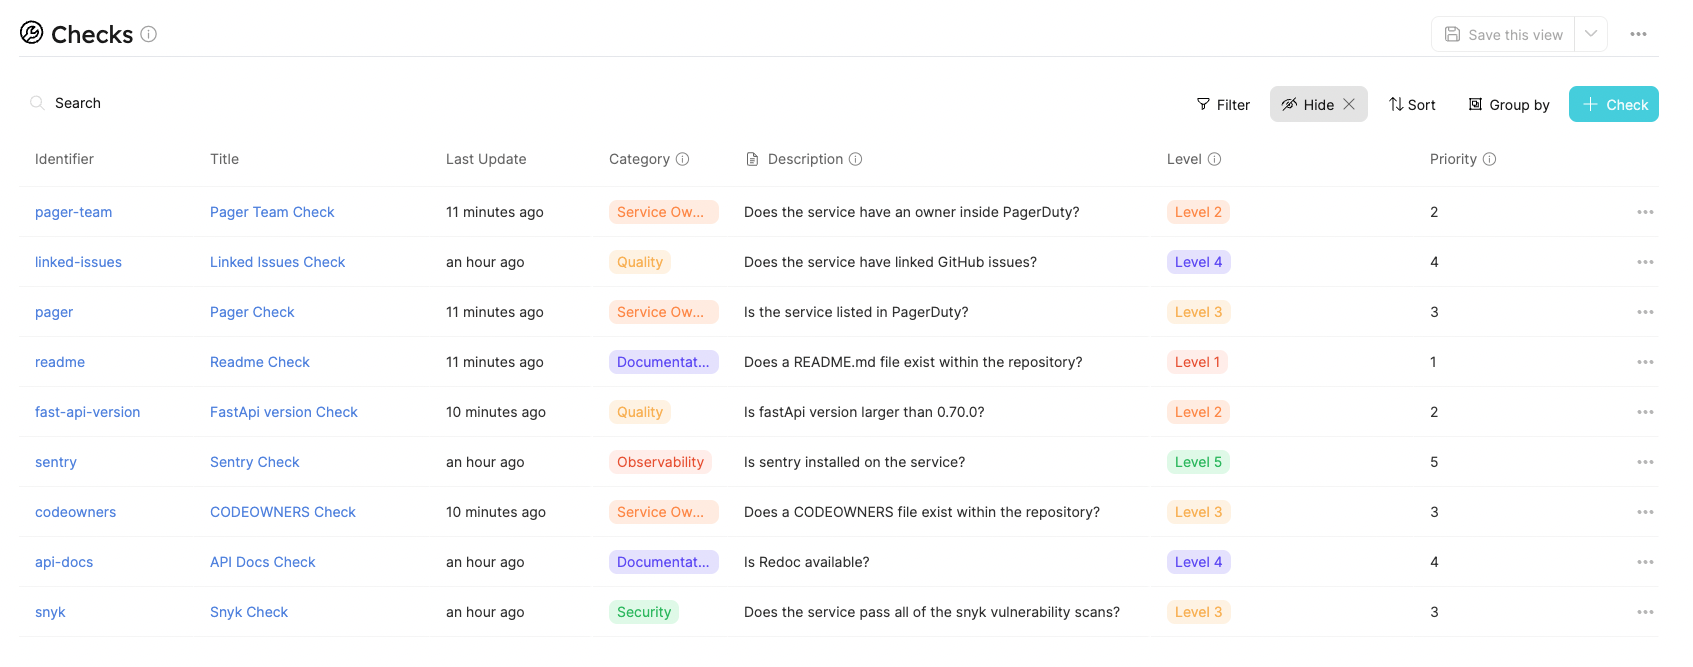 Checks
Save this view
Search
Filter Hide Sort Group by Check
Identifier Title Last Update Category Description Level Priority
pager-team Pager Team Check 11 minutes ago Service Ow... Does the service have an owner inside PagerDuty? Level 2 2
linked-issues Linked Issues Check an hour ago Quality Does the service have linked GitHub issues? Level 4 4
pager Pager Check 11 minutes ago Service Ow... Is the service listed in PagerDuty? Level 3 3
readme Readme Check 11 minutes ago Documentat... Does a README.md file exist within the repository? Level 1 1
fast-api-version FastApi version Check 10 minutes ago Quality Is fastApi version larger than 0.70.0? Level 2 2
sentry Sentry Check an hour ago Observability Is sentry installed on the service? Level 5 5
codeowners CODEOWNERS Check 10 minutes ago Service Ow... Does a CODEOWNERS file exist within the repository? Level 3 3
api-docs API Docs Check an hour ago Documentat... Is Redoc available? Level 4 4
snyk Snyk Check an hour ago Security Does the service pass all of the snyk vulnerability scans? Level 3 3